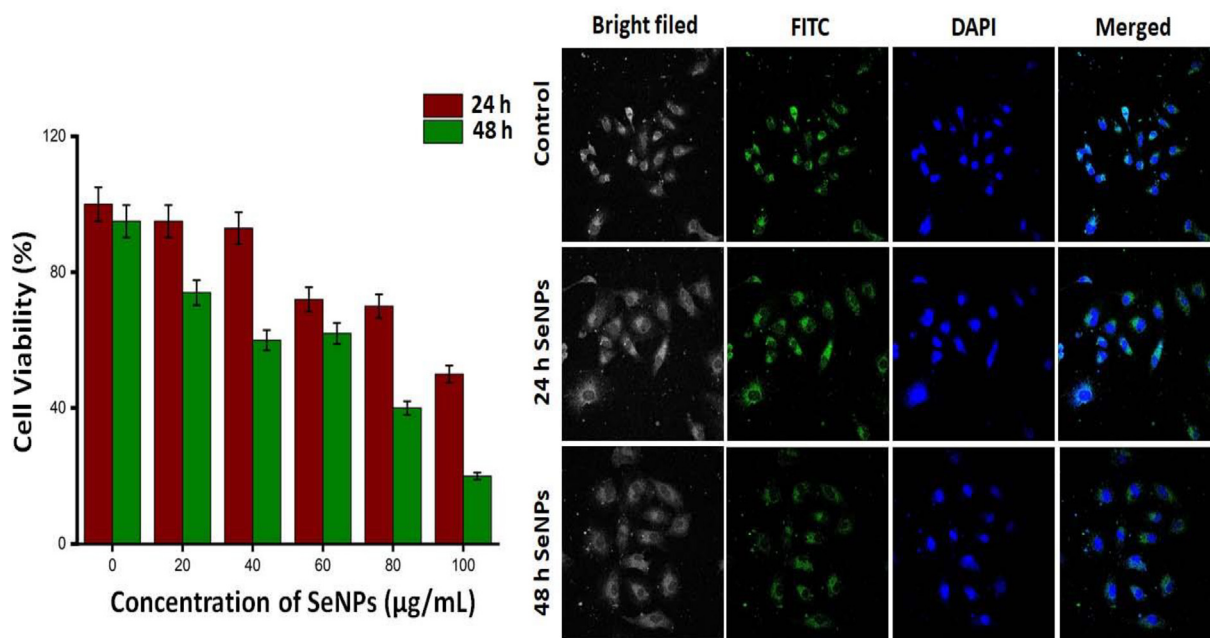 24 h
48 h
120
80
40
0
Cell Viability (%)
0 20 40 60 80 100
Concentration of SeNPs (µg/mL)
Bright filed FITC DAPI Merged
Control
24 h SeNPs
48 h SeNPs